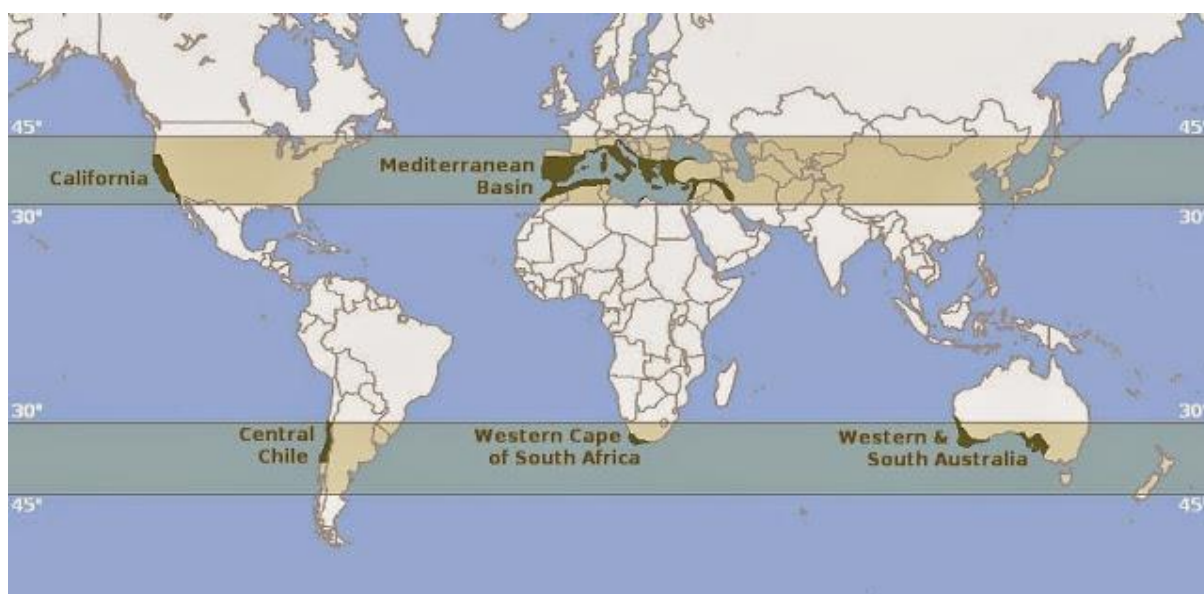 45°
45°
California
Mediterranean
Basin
30°
30°
30°
30°
Central
Chile
Western Cape
of South Africa
Western &
South Australia
45°
45°